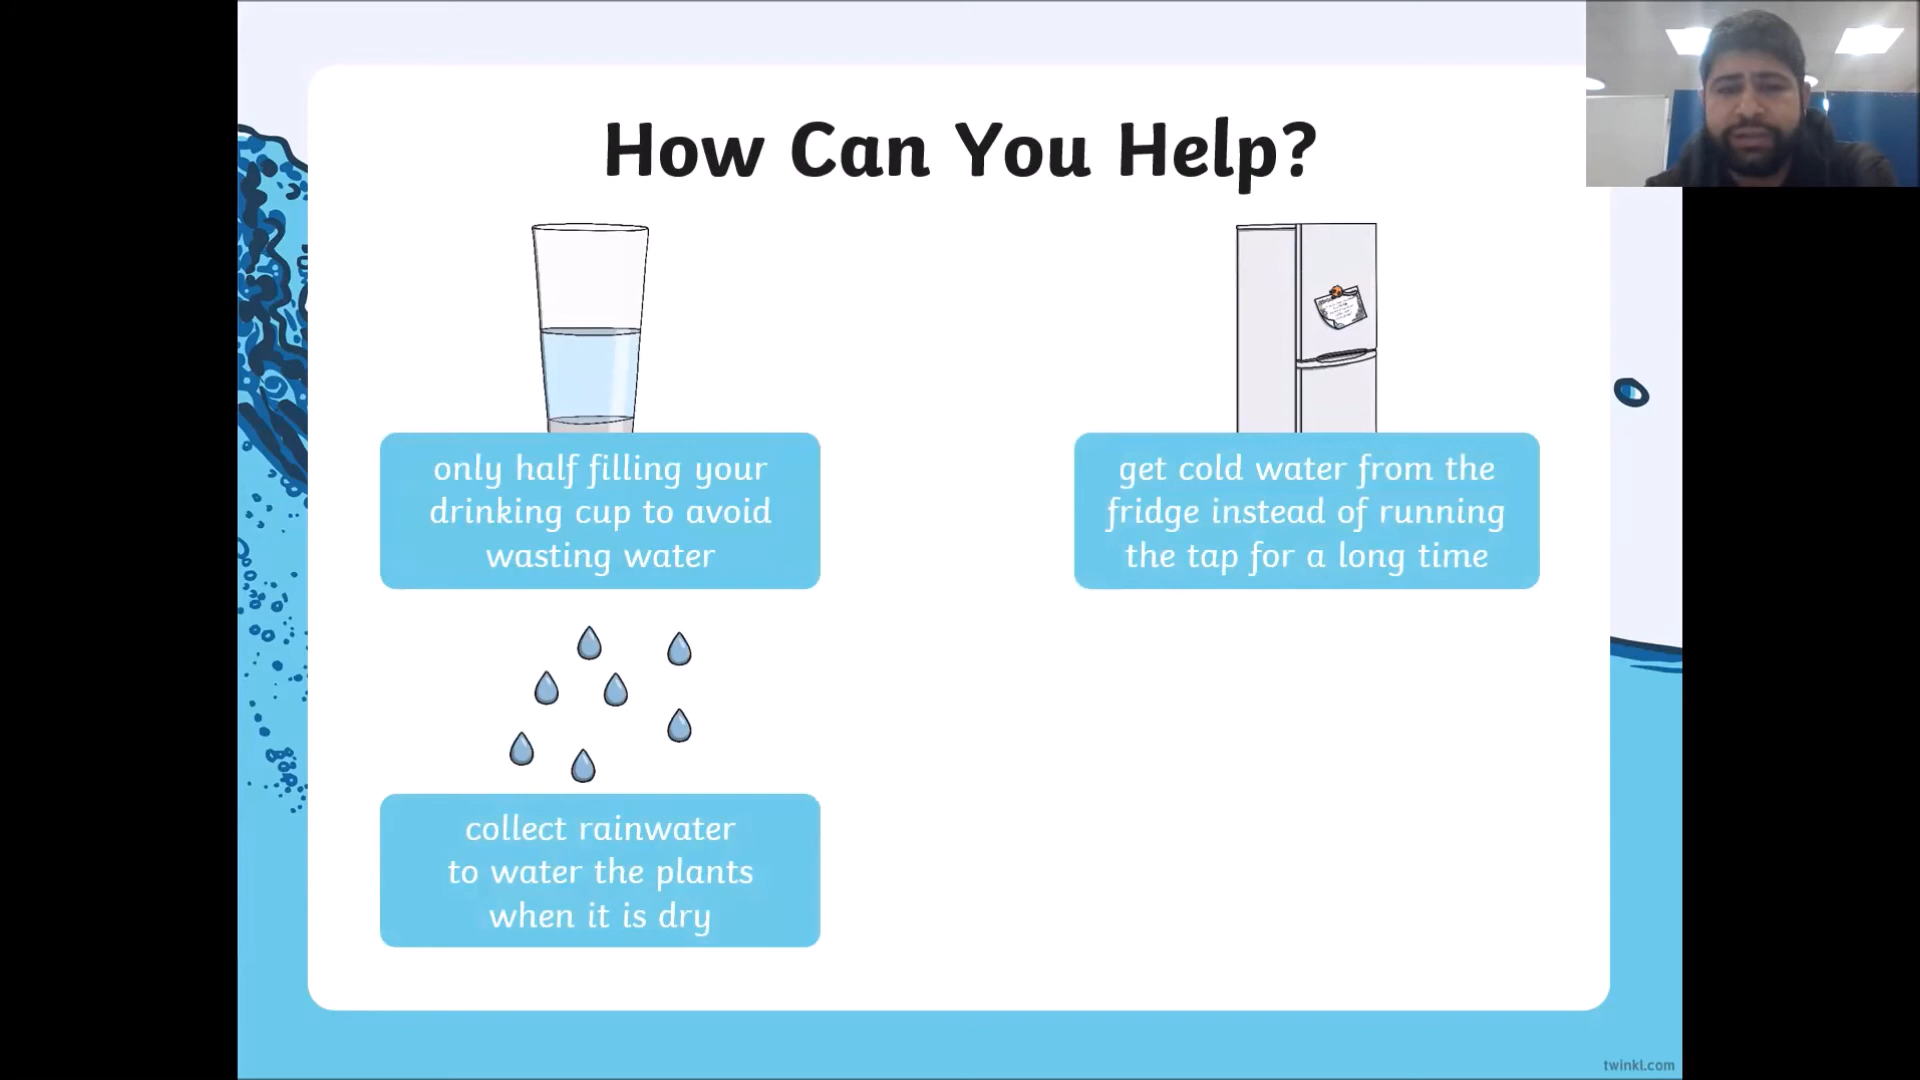 How Can You Help?
only half filling your
drinking cup to avoid
wasting water
get cold water from the
fridge instead of running
the tap for a long time
collect rainwater
to water the plants
when it is dry
twinkl.com